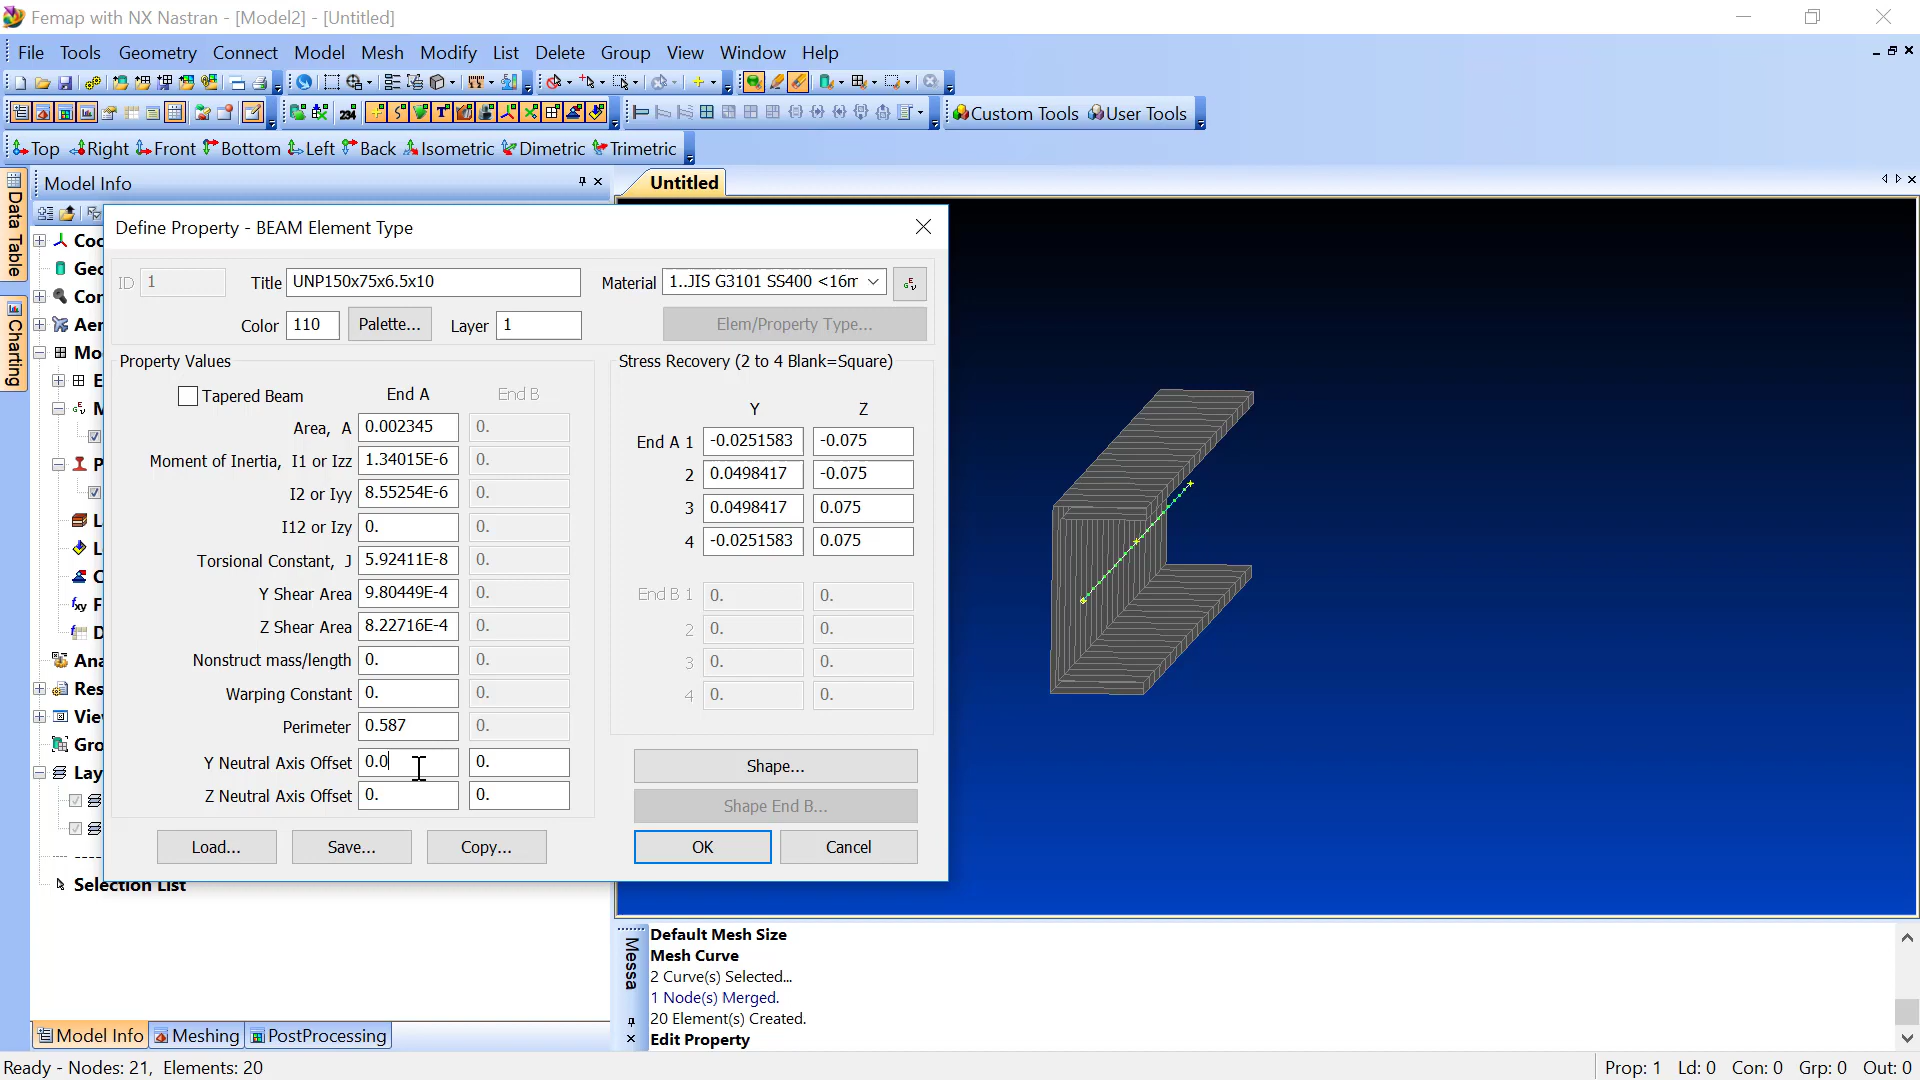 Femap with NX Nastran - [Model2] - [Untitled]
File Tools Geometry Connect Model Mesh Modify List Delete Group View Window Help
234
Custom Tools User Tools
Top Right Front Bottom Left Back Isometric Dimetric Trimetric
Data Table
Charting
Model Info
Untitled
Coo
Geo
Con
Aer
Mo
E
M
P
L
L
C
F
D
Ana
Res
View
Gro
Lay
Selection List
Define Property - BEAM Element Type
ID 1 Title UNP150x75x6.5x10 Material 1..JIS G3101 SS400 <16m
Color 110 Palette... Layer 1 Elem/Property Type...
Property Values
Tapered Beam End A End B
Area, A 0.002345 0.
Moment of Inertia, I1 or Izz 1.34015E-6 0.
I2 or Iyy 8.55254E-6 0.
I12 or Izy 0. 0.
Torsional Constant, J 5.92411E-8 0.
Y Shear Area 9.80449E-4 0.
Z Shear Area 8.22716E-4 0.
Nonstruct mass/length 0. 0.
Warping Constant 0. 0.
Perimeter 0.587 0.
Y Neutral Axis Offset 0.0 0.
Z Neutral Axis Offset 0. 0.
Stress Recovery (2 to 4 Blank=Square)
Y Z
End A 1 -0.0251583 -0.075
2 0.0498417 -0.075
3 0.0498417 0.075
4 -0.0251583 0.075
End B 1 0. 0.
2 0. 0.
3 0. 0.
4 0. 0.
Shape...
Shape End B...
Load... Save... Copy... OK Cancel
Messa
Default Mesh Size
Mesh Curve
2 Curve(s) Selected...
1 Node(s) Merged.
20 Element(s) Created.
Edit Property
Model Info Meshing PostProcessing
Ready - Nodes: 21, Elements: 20 Prop: 1 Ld: 0 Con: 0 Grp: 0 Out: 0